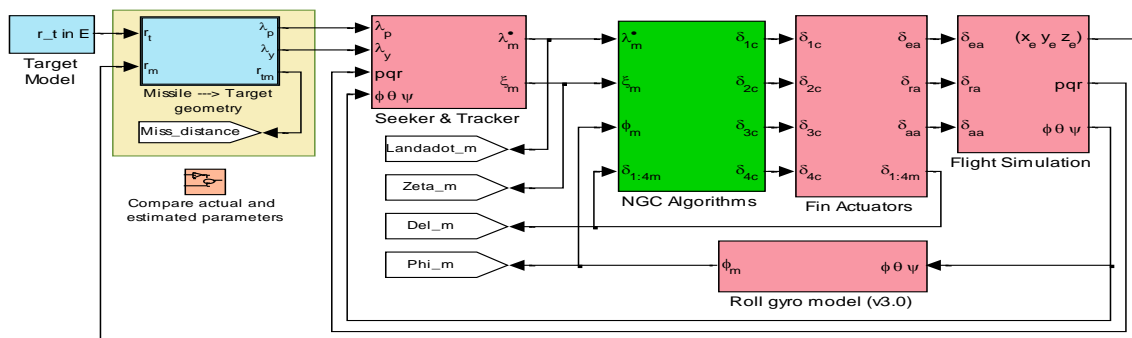 r_t in E
Target
Model
r_t
r_m
λ_p
λ_y
r_tm
Missile ---> Target
geometry
Miss_distance
Compare actual and
estimated parameters
λ_p
λ_y
pqr
ϕ θ ψ
λ•_m
ξ_m
Seeker & Tracker
Landadot_m
Zeta_m
Del_m
Phi_m
λ•_m
ξ_m
ϕ_m
δ_1:4m
δ_1c
δ_2c
δ_3c
δ_4c
NGC Algorithms
δ_1c
δ_2c
δ_3c
δ_4c
δ_ea
δ_ra
δ_aa
δ_1:4m
Fin Actuators
δ_ea
δ_ra
δ_aa
(x_e y_e z_e)
pqr
ϕ θ ψ
Flight Simulation
ϕ_m
ϕ θ ψ
Roll gyro model (v3.0)